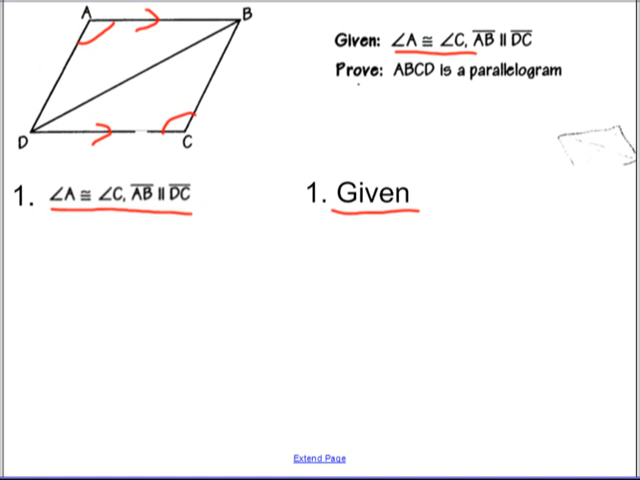 A
B
Given: ∠A ≅ ∠C, AB ∥ DC
Prove: ABCD is a parallelogram
D
C
1. ∠A ≅ ∠C, AB ∥ DC
1. Given
Extend Page